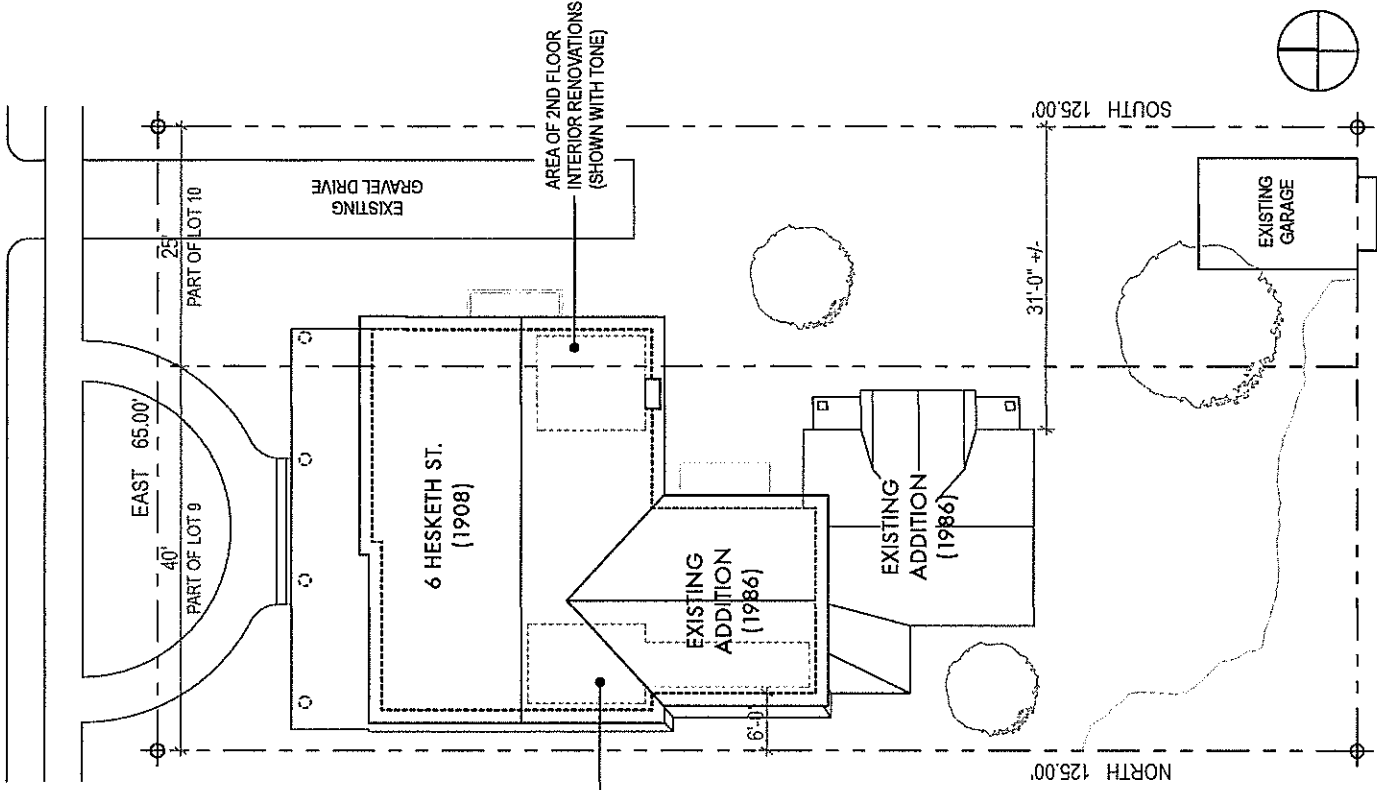 EAST 65.00'
40'
PART OF LOT 9
25'
PART OF LOT 10
EXISTING
GRAVEL DRIVE
AREA OF 2ND FLOOR
INTERIOR RENOVATIONS
(SHOWN WITH TONE)
SOUTH 125.00'
6 HESKETH ST.
(1908)
EXISTING
ADDITION
(1986)
EXISTING
ADDITION
(1986)
6'-0"
31'-0" +/-
EXISTING
GARAGE
NORTH 125.00'